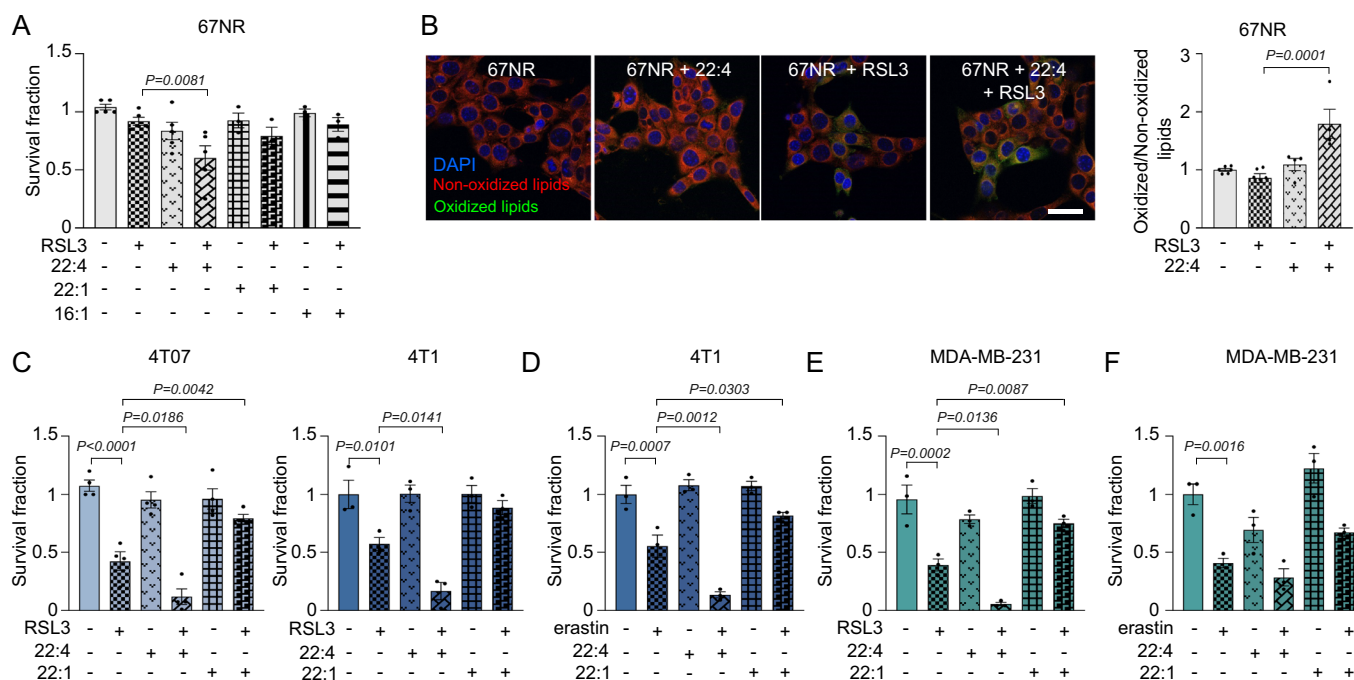 A
67NR
Survival fraction
1.5
1
0.5
0
P=0.0081
RSL3 - + - + - + - +
22:4 - - + + - - - -
22:1 - - - - + + - -
16:1 - - - - - - + +
B
67NR
67NR + 22:4
67NR + RSL3
67NR + 22:4
+ RSL3
DAPI
Non-oxidized lipids
Oxidized lipids
67NR
Oxidized/Non-oxidized
lipids
3
2
1
0
P=0.0001
RSL3 - + - +
22:4 - - + +
C
4T07
Survival fraction
1.5
1
0.5
0
P=0.0042
P=0.0186
P<0.0001
RSL3 - + - + - +
22:4 - - + + - -
22:1 - - - - + +
4T1
Survival fraction
1.5
1
0.5
0
P=0.0141
P=0.0101
RSL3 - + - + - +
22:4 - - + + - -
22:1 - - - - + +
D
4T1
Survival fraction
1.5
1
0.5
0
P=0.0303
P=0.0012
P=0.0007
erastin - + - + - +
22:4 - - + + - -
22:1 - - - - + +
E
MDA-MB-231
Survival fraction
1.5
1
0.5
0
P=0.0087
P=0.0136
P=0.0002
RSL3 - + - + - +
22:4 - - + + - -
22:1 - - - - + +
F
MDA-MB-231
Survival fraction
1.5
1
0.5
0
P=0.0016
erastin - + - + - +
22:4 - - + + - -
22:1 - - - - + +